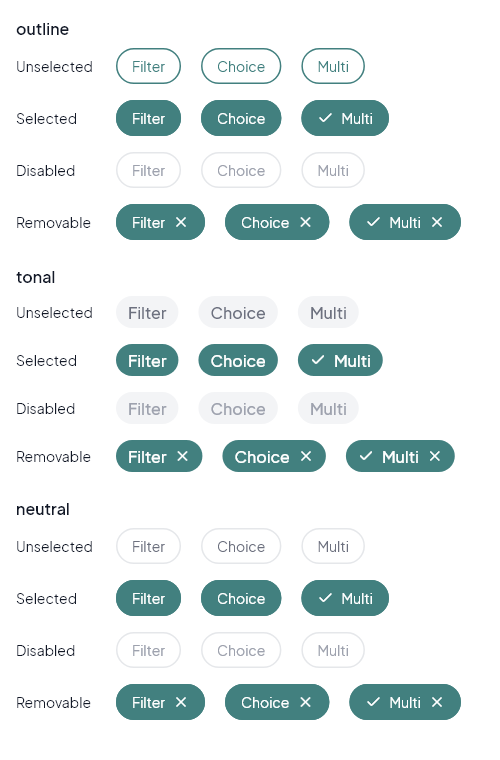 outline
Unselected Filter Choice Multi
Selected Filter Choice Multi
Disabled Filter Choice Multi
Removable Filter Choice Multi
tonal
Unselected Filter Choice Multi
Selected Filter Choice Multi
Disabled Filter Choice Multi
Removable Filter Choice Multi
neutral
Unselected Filter Choice Multi
Selected Filter Choice Multi
Disabled Filter Choice Multi
Removable Filter Choice Multi